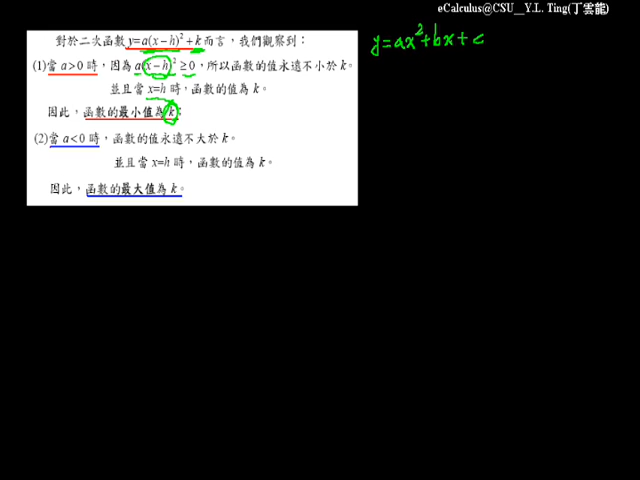 eCalculus@CSU__Y.L. Ting(丁雲龍)
y=ax²+bx+c
對於二次函數 y=a(x−h)²+k 而言，我們觀察到：
(1)當 a>0 時，因為 a(x−h)²≥0，所以函數的值永遠不小於 k。
並且當 x=h 時，函數的值為 k。
因此，函數的最小值為 k；
(2)當 a<0 時，函數的值永遠不大於 k。
並且當 x=h 時，函數的值為 k。
因此，函數的最大值為 k。